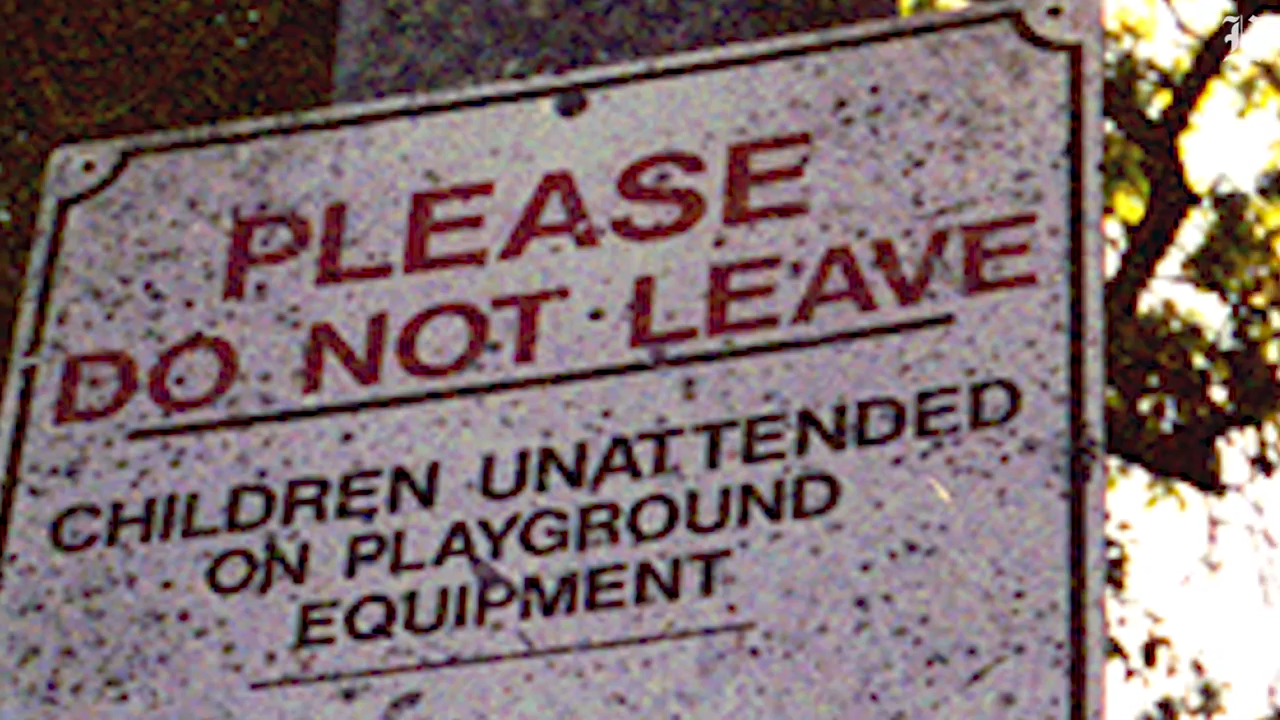 PLEASE
DO NOT LEAVE
CHILDREN UNATTENDED
ON PLAYGROUND
EQUIPMENT